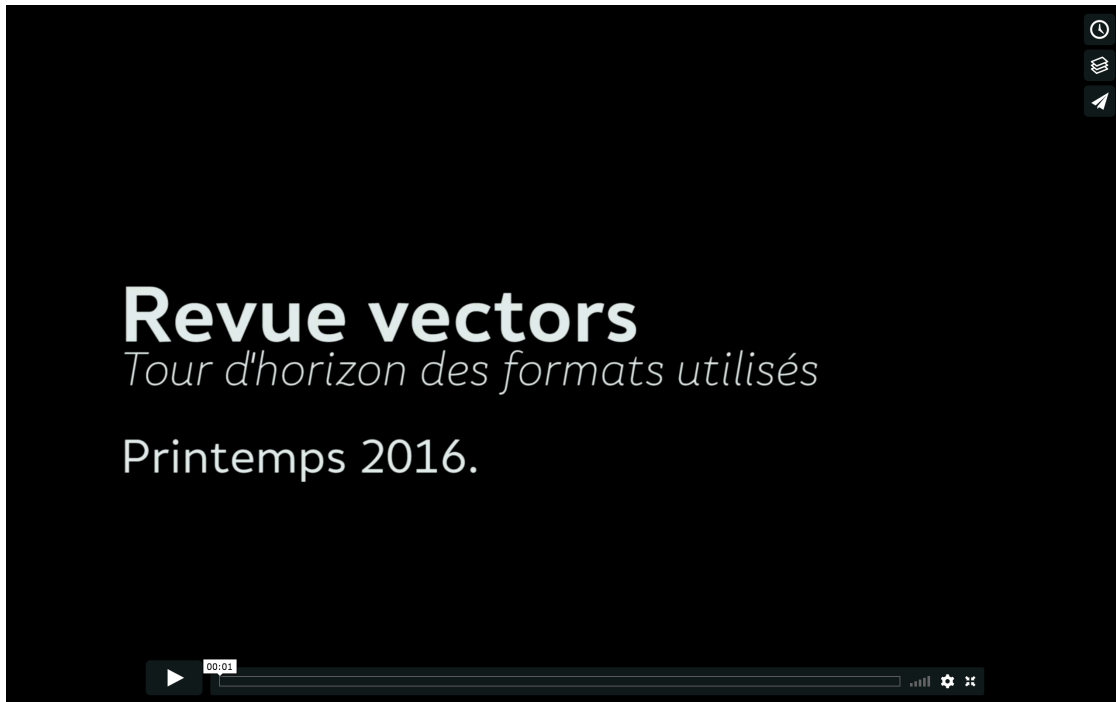 Revue vectors
Tour d'horizon des formats utilisés
Printemps 2016.
00:01